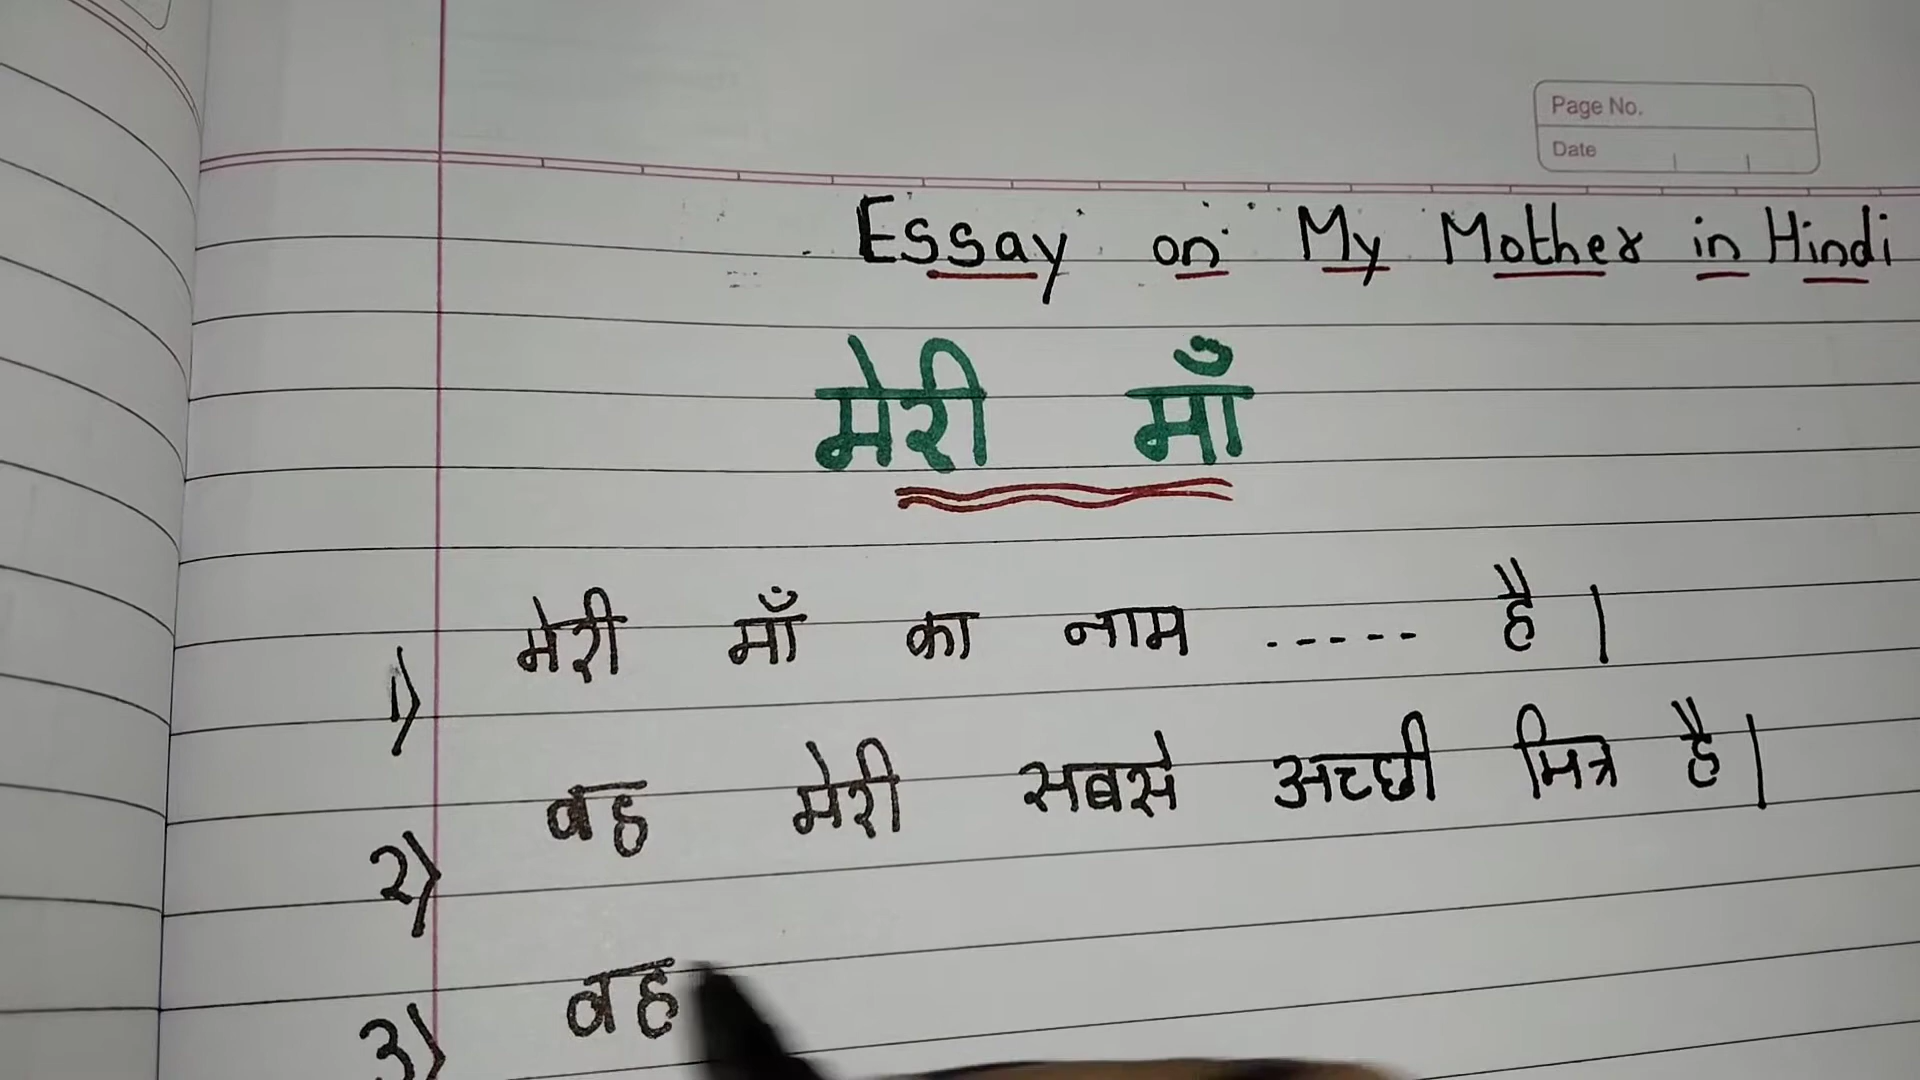 Page No.
Date
Essay on My Mother in Hindi
मेरी माँ
1) मेरी माँ का नाम ----- है |
2) वह मेरी सबसे अच्छी मित्र है |
3) वह